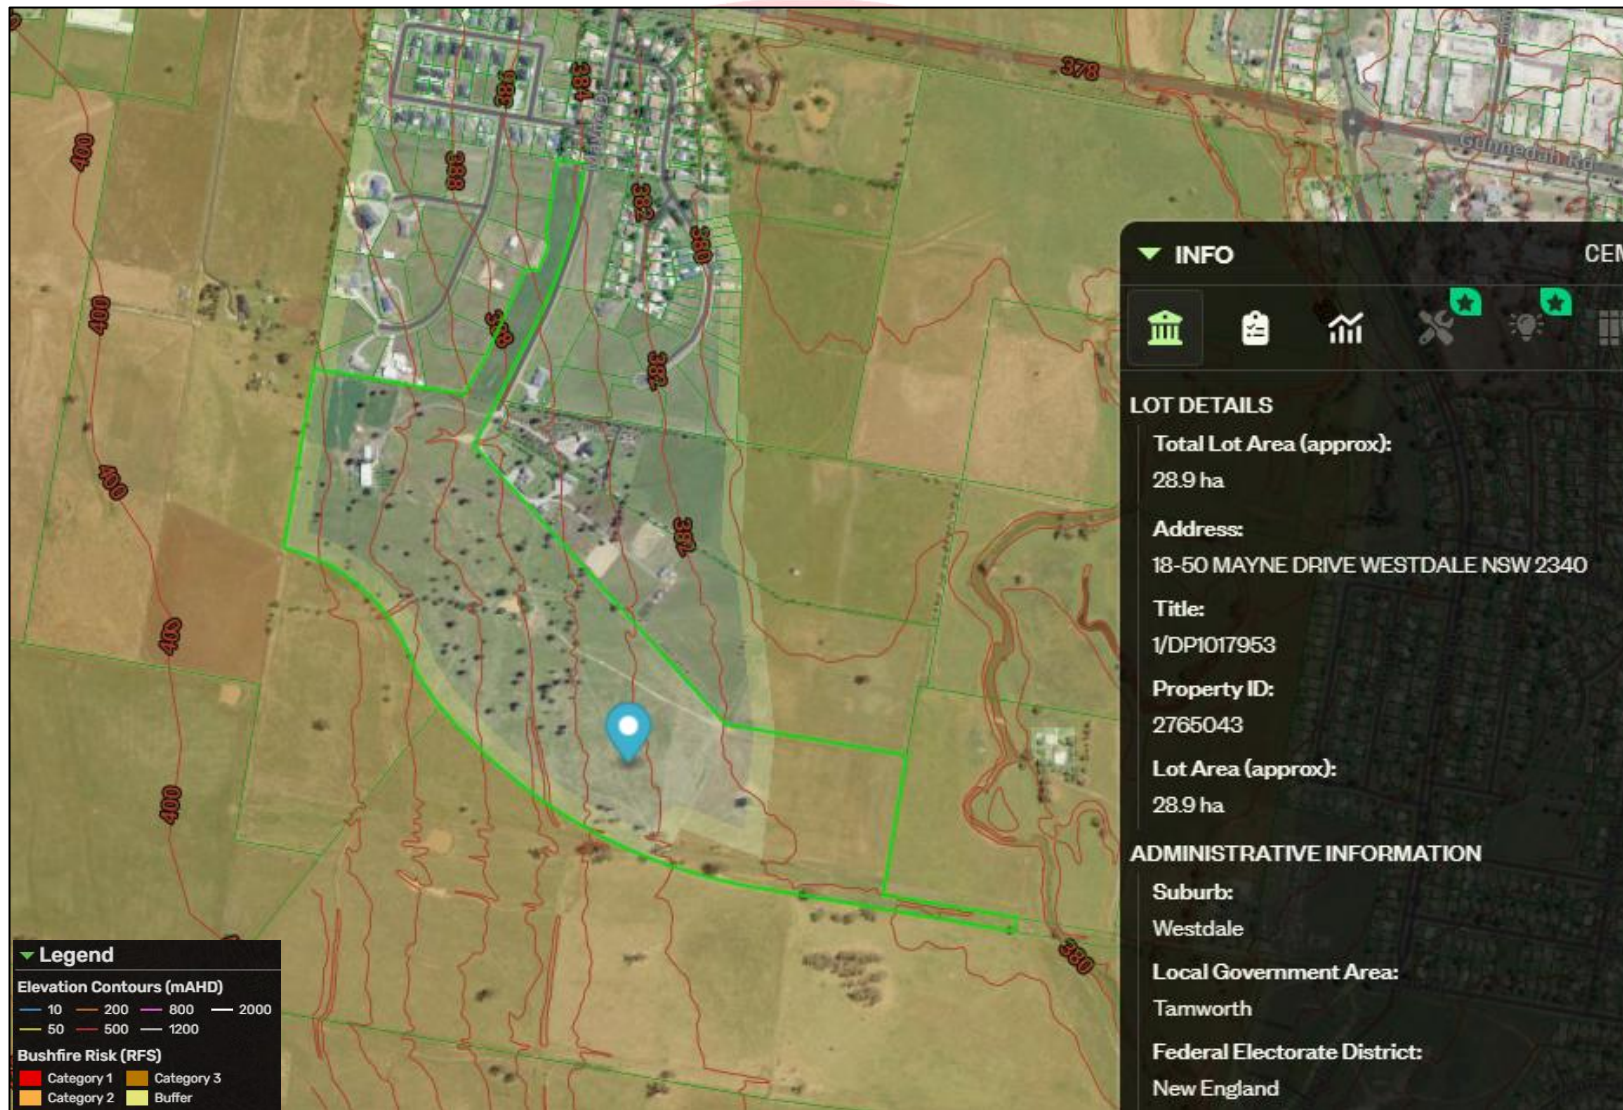 378
386
384
400
388
Gunnedah Rd
382
380
400
388
382
400
382
400
400
380
INFO
CEN
LOT DETAILS
Total Lot Area (approx):
28.9 ha
Address:
18-50 MAYNE DRIVE WESTDALE NSW 2340
Title:
1/DP1017953
Property ID:
2765043
Lot Area (approx):
28.9 ha
ADMINISTRATIVE INFORMATION
Suburb:
Westdale
Local Government Area:
Tamworth
Federal Electorate District:
New England
Legend
Elevation Contours (mAHD)
10 200 800 2000
50 500 1200
Bushfire Risk (RFS)
Category 1 Category 3
Category 2 Buffer